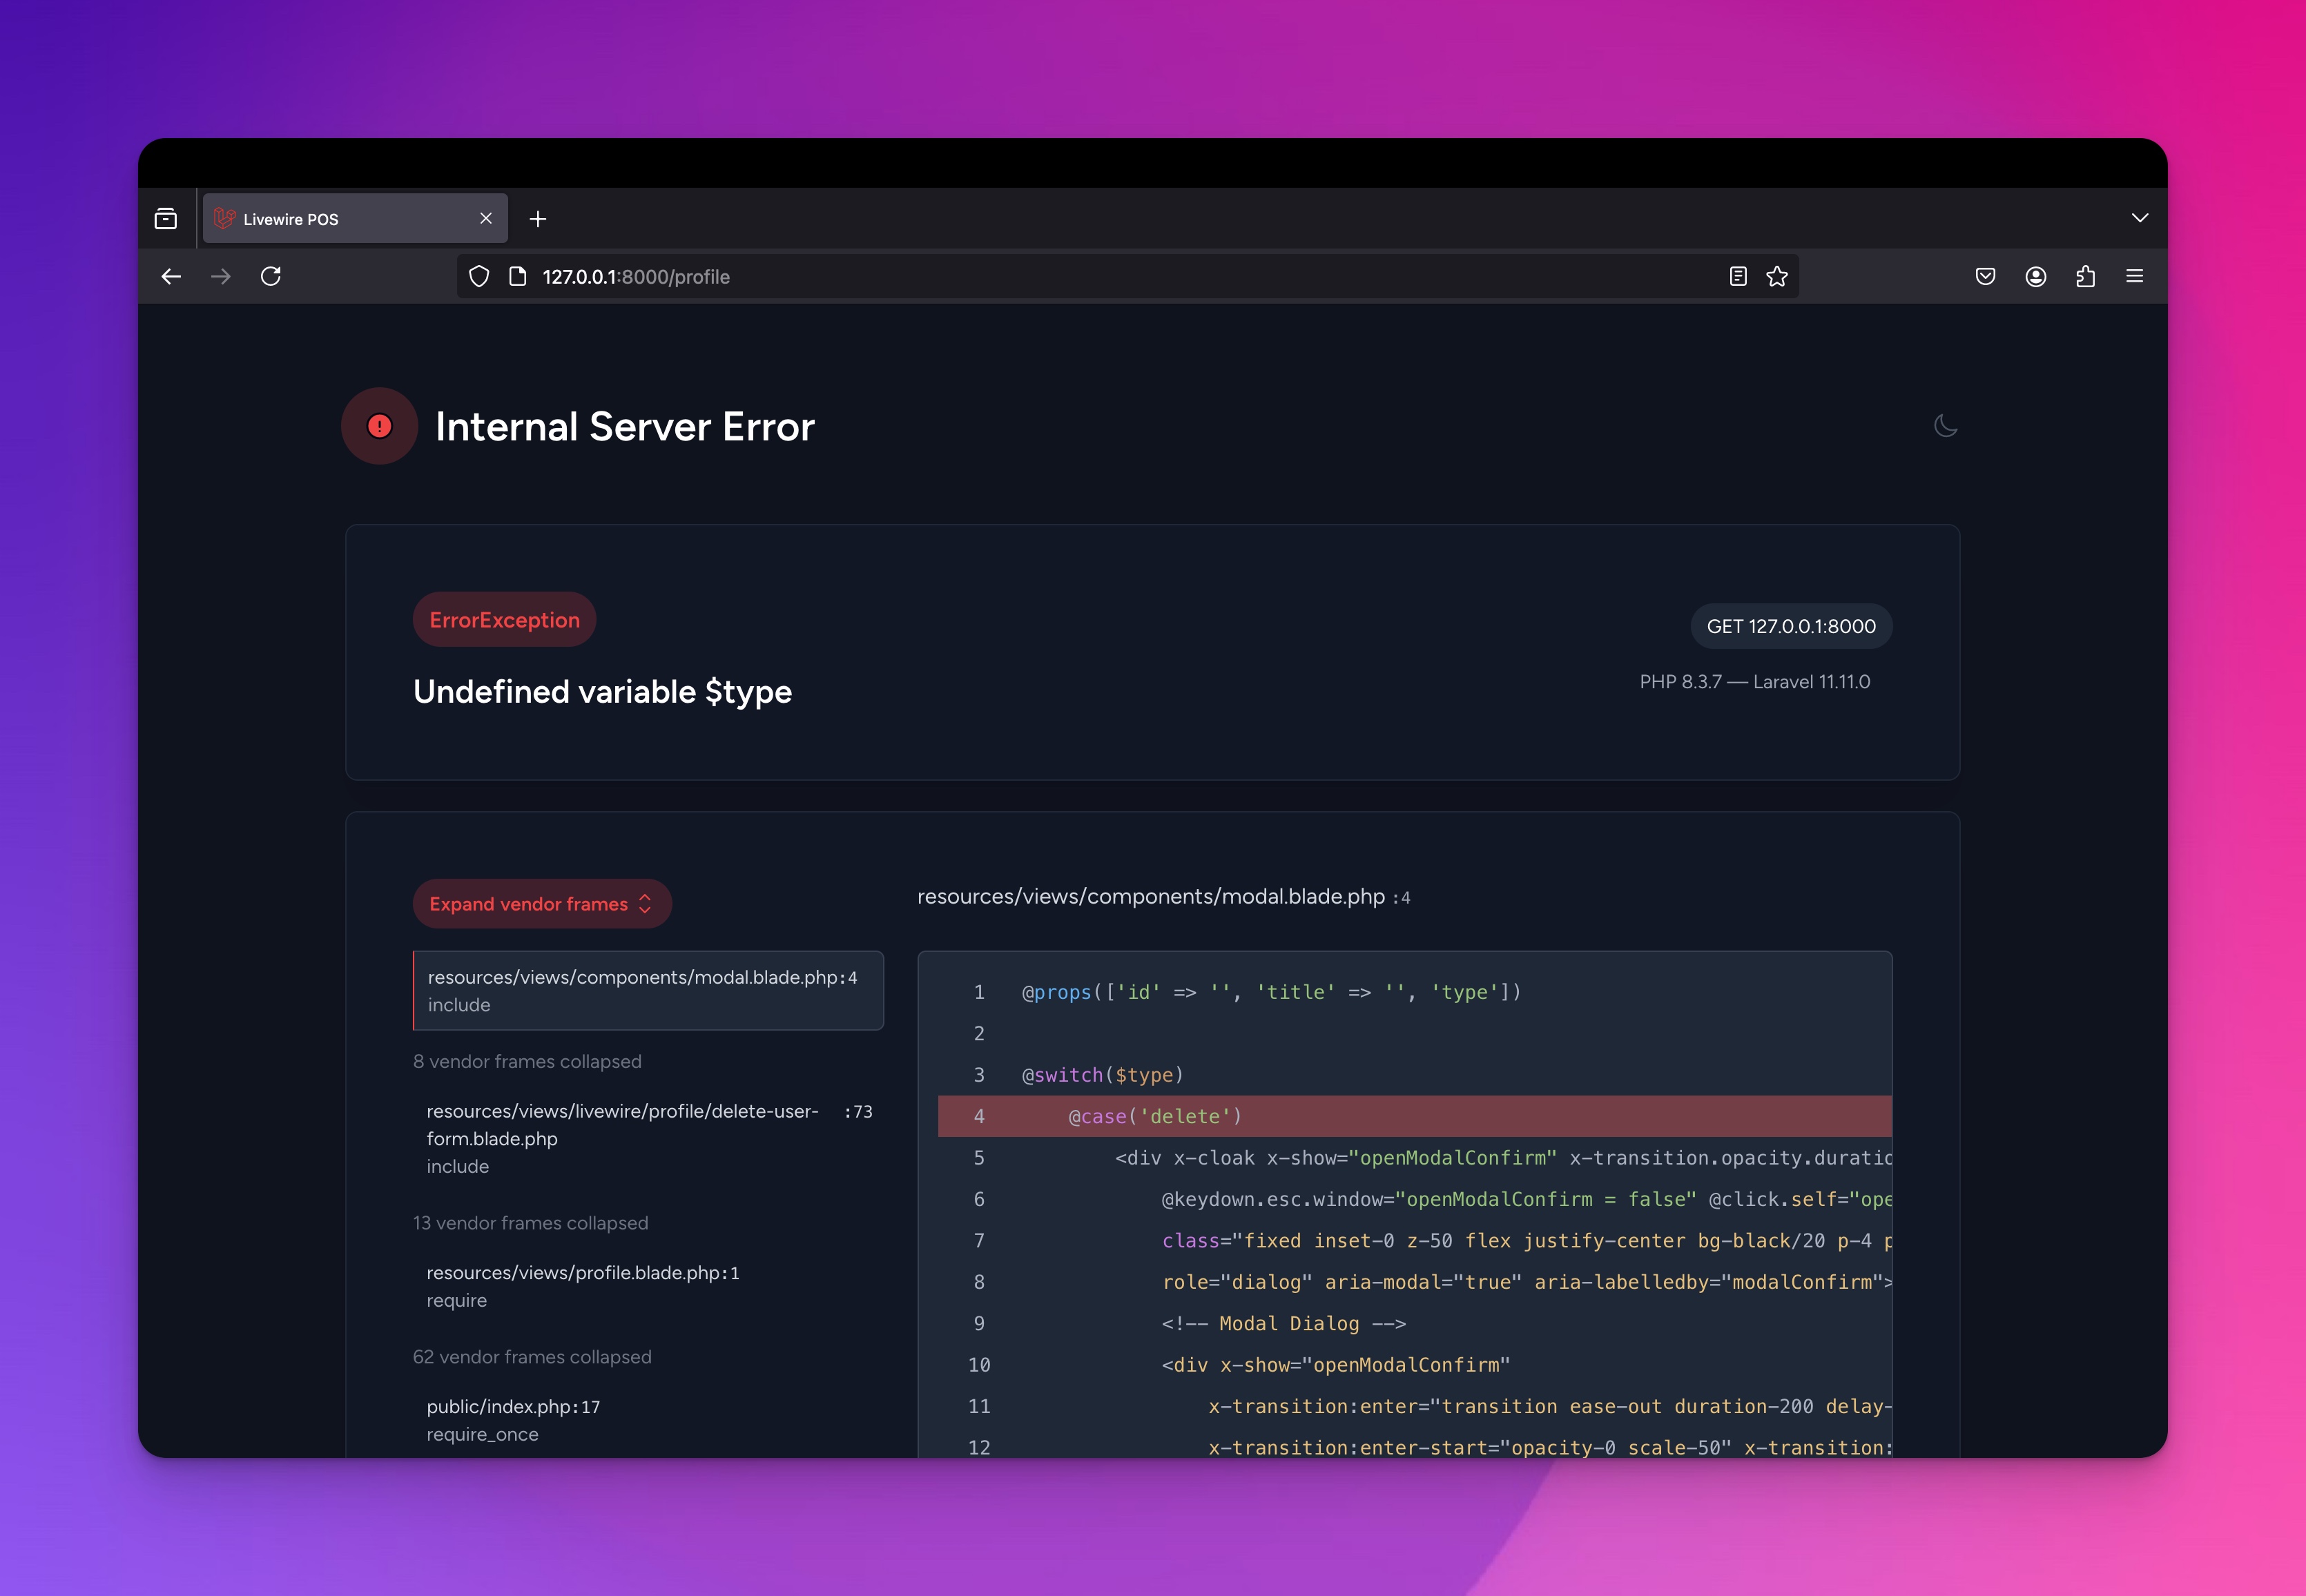 Livewire POS
127.0.0.1:8000/profile
Internal Server Error
ErrorException
GET 127.0.0.1:8000
Undefined variable $type
PHP 8.3.7 — Laravel 11.11.0
Expand vendor frames
resources/views/components/modal.blade.php:4
include
8 vendor frames collapsed
resources/views/livewire/profile/delete-user- :73
form.blade.php
include
13 vendor frames collapsed
resources/views/profile.blade.php:1
require
62 vendor frames collapsed
public/index.php:17
require_once
resources/views/components/modal.blade.php :4
1 @props(['id' => '', 'title' => '', 'type'])
2
3 @switch($type)
4 @case('delete')
5 <div x-cloak x-show="openModalConfirm" x-transition.opacity.duratio
6 @keydown.esc.window="openModalConfirm = false" @click.self="ope
7 class="fixed inset-0 z-50 flex justify-center bg-black/20 p-4 p
8 role="dialog" aria-modal="true" aria-labelledby="modalConfirm">
9 <!-- Modal Dialog -->
10 <div x-show="openModalConfirm"
11 x-transition:enter="transition ease-out duration-200 delay-
12 x-transition:enter-start="opacity-0 scale-50" x-transition: